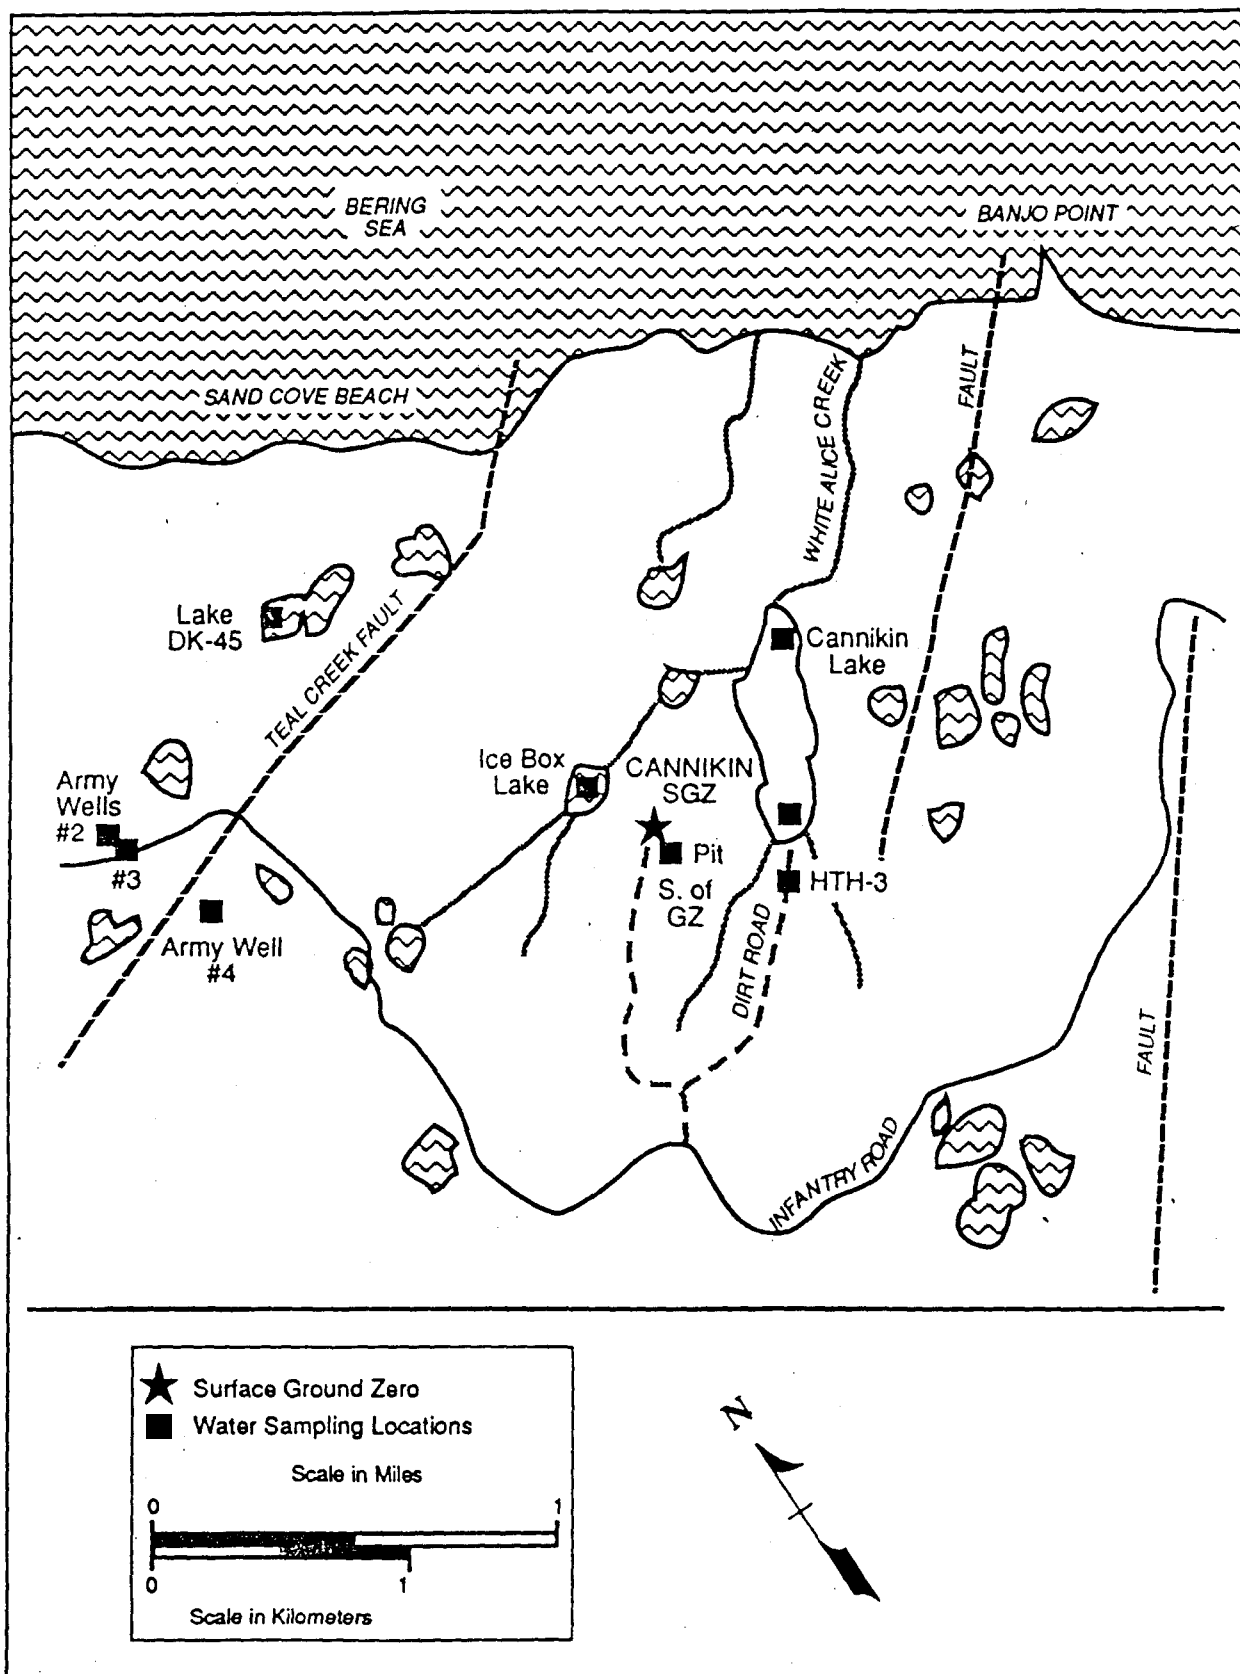 BERING
SEA
BANJO POINT
SAND COVE BEACH
WHITE ALICE CREEK
FAULT
Lake
DK-45
TEAL CREEK FAULT
Cannikin
Lake
Ice Box
Lake
CANNIKIN
SGZ
Army
Wells
#2
#3
Pit
S. of
GZ
HTH-3
Army Well
#4
DIRT ROAD
FAULT
INFANTRY ROAD
Surface Ground Zero
Water Sampling Locations
Scale in Miles
0 1
0 1
Scale in Kilometers
N